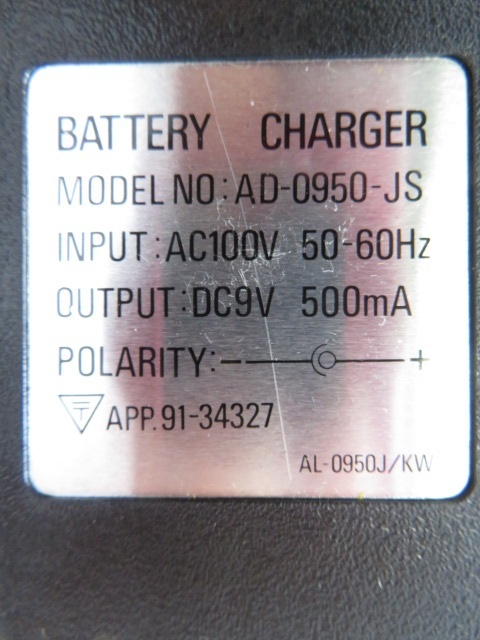 BATTERY CHARGER
MODEL NO: AD-0950-JS
INPUT: AC100V 50-60Hz
OUTPUT: DC9V 500mA
POLARITY: - +
T APP. 91-34327
AL-0950J/KW